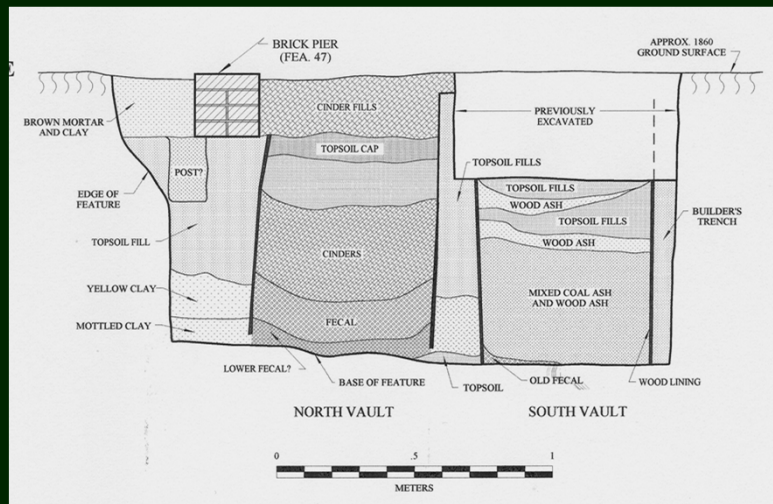 BRICK PIER
(FEA. 47)
APPROX. 1860
GROUND SURFACE
E
CINDER FILLS
PREVIOUSLY
EXCAVATED
BROWN MORTAR
AND CLAY
TOPSOIL CAP
TOPSOIL FILLS
POST?
TOPSOIL FILLS
WOOD ASH
EDGE OF
FEATURE
TOPSOIL FILLS
BUILDER'S
TRENCH
TOPSOIL FILL
WOOD ASH
CINDERS
YELLOW CLAY
MIXED COAL ASH
AND WOOD ASH
FECAL
MOTTLED CLAY
LOWER FECAL?
BASE OF FEATURE
TOPSOIL
OLD FECAL
WOOD LINING
NORTH VAULT
SOUTH VAULT
0
.5
1
METERS